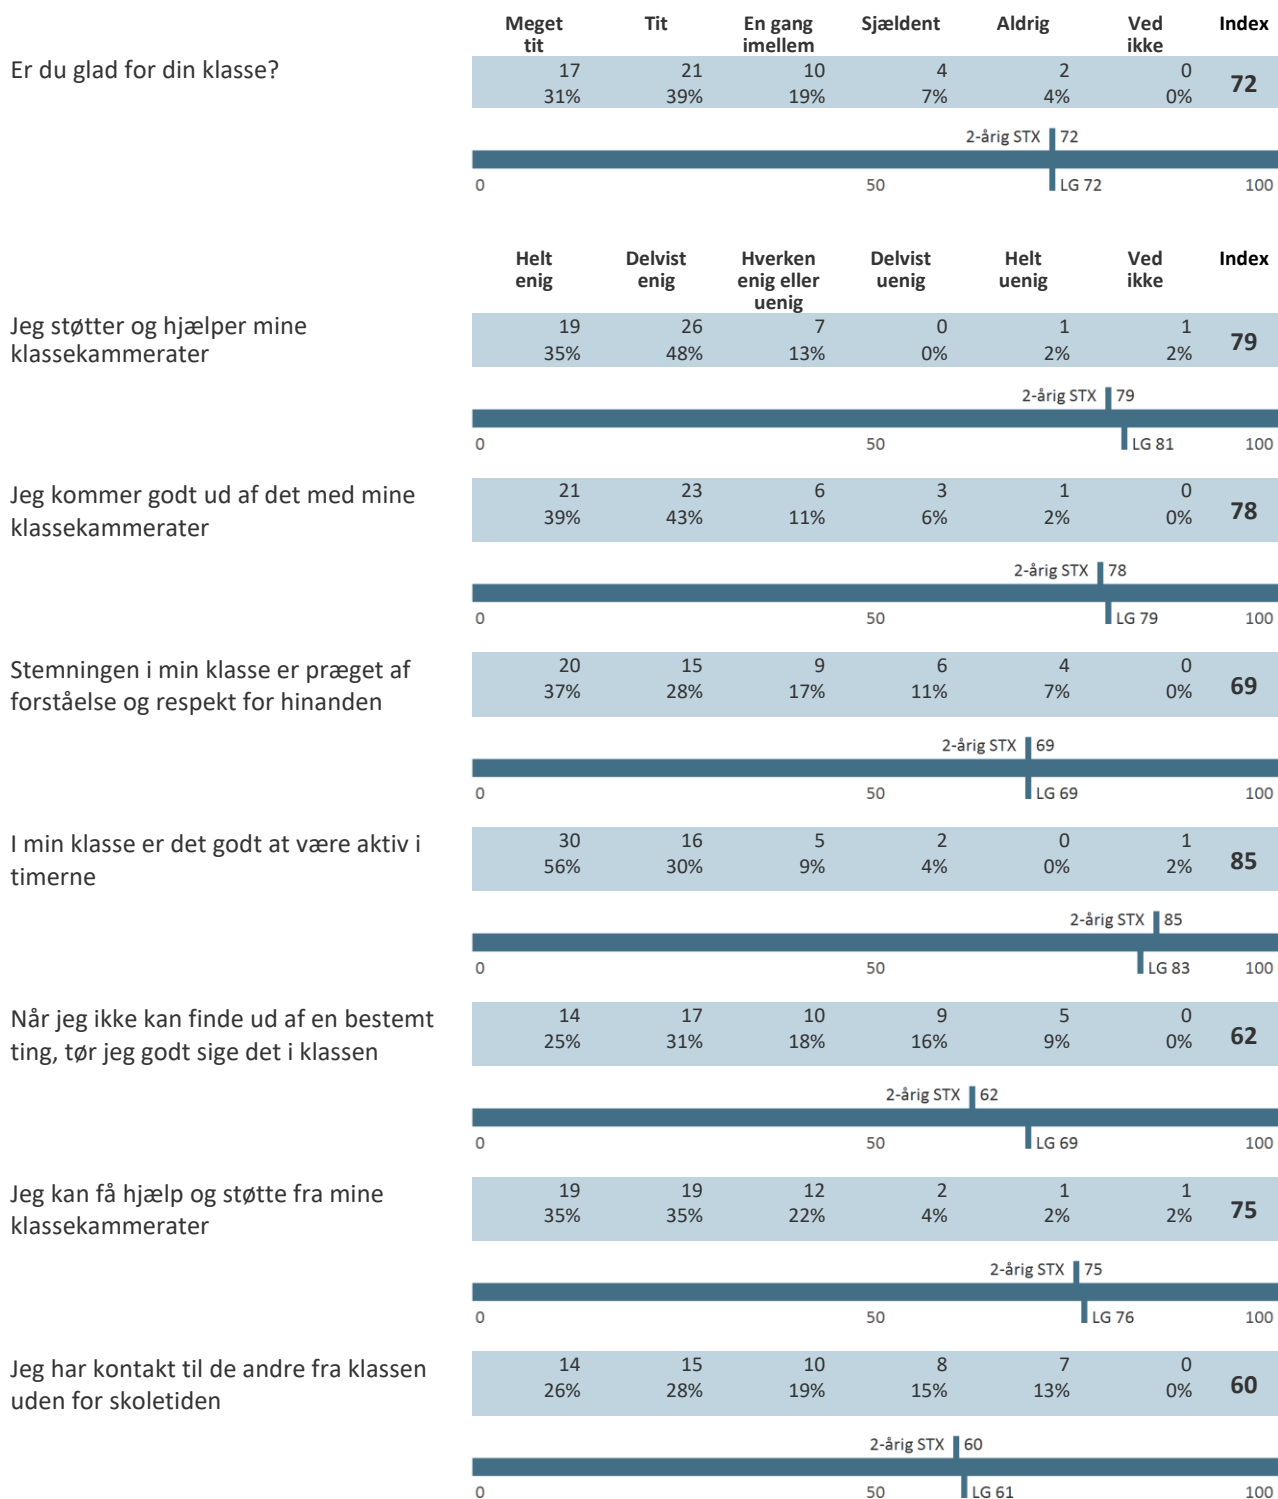 Meget tit Tit En gang imellem Sjældent Aldrig Ved ikke Index
Er du glad for din klasse?
17 21 10 4 2 0 72
31% 39% 19% 7% 4% 0%
2-årig STX 72
0 50 LG 72 100
Helt enig Delvist enig Hverken enig eller uenig Delvist uenig Helt uenig Ved ikke Index
Jeg støtter og hjælper mine
klassekammerater
19 26 7 0 1 1 79
35% 48% 13% 0% 2% 2%
2-årig STX 79
0 50 LG 81 100
Jeg kommer godt ud af det med mine
klassekammerater
21 23 6 3 1 0 78
39% 43% 11% 6% 2% 0%
2-årig STX 78
0 50 LG 79 100
Stemningen i min klasse er præget af
forståelse og respekt for hinanden
20 15 9 6 4 0 69
37% 28% 17% 11% 7% 0%
2-årig STX 69
0 50 LG 69 100
I min klasse er det godt at være aktiv i
timerne
30 16 5 2 0 1 85
56% 30% 9% 4% 0% 2%
2-årig STX 85
0 50 LG 83 100
Når jeg ikke kan finde ud af en bestemt
ting, tør jeg godt sige det i klassen
14 17 10 9 5 0 62
25% 31% 18% 16% 9% 0%
2-årig STX 62
0 50 LG 69 100
Jeg kan få hjælp og støtte fra mine
klassekammerater
19 19 12 2 1 1 75
35% 35% 22% 4% 2% 2%
2-årig STX 75
0 50 LG 76 100
Jeg har kontakt til de andre fra klassen
uden for skoletiden
14 15 10 8 7 0 60
26% 28% 19% 15% 13% 0%
2-årig STX 60
0 50 LG 61 100